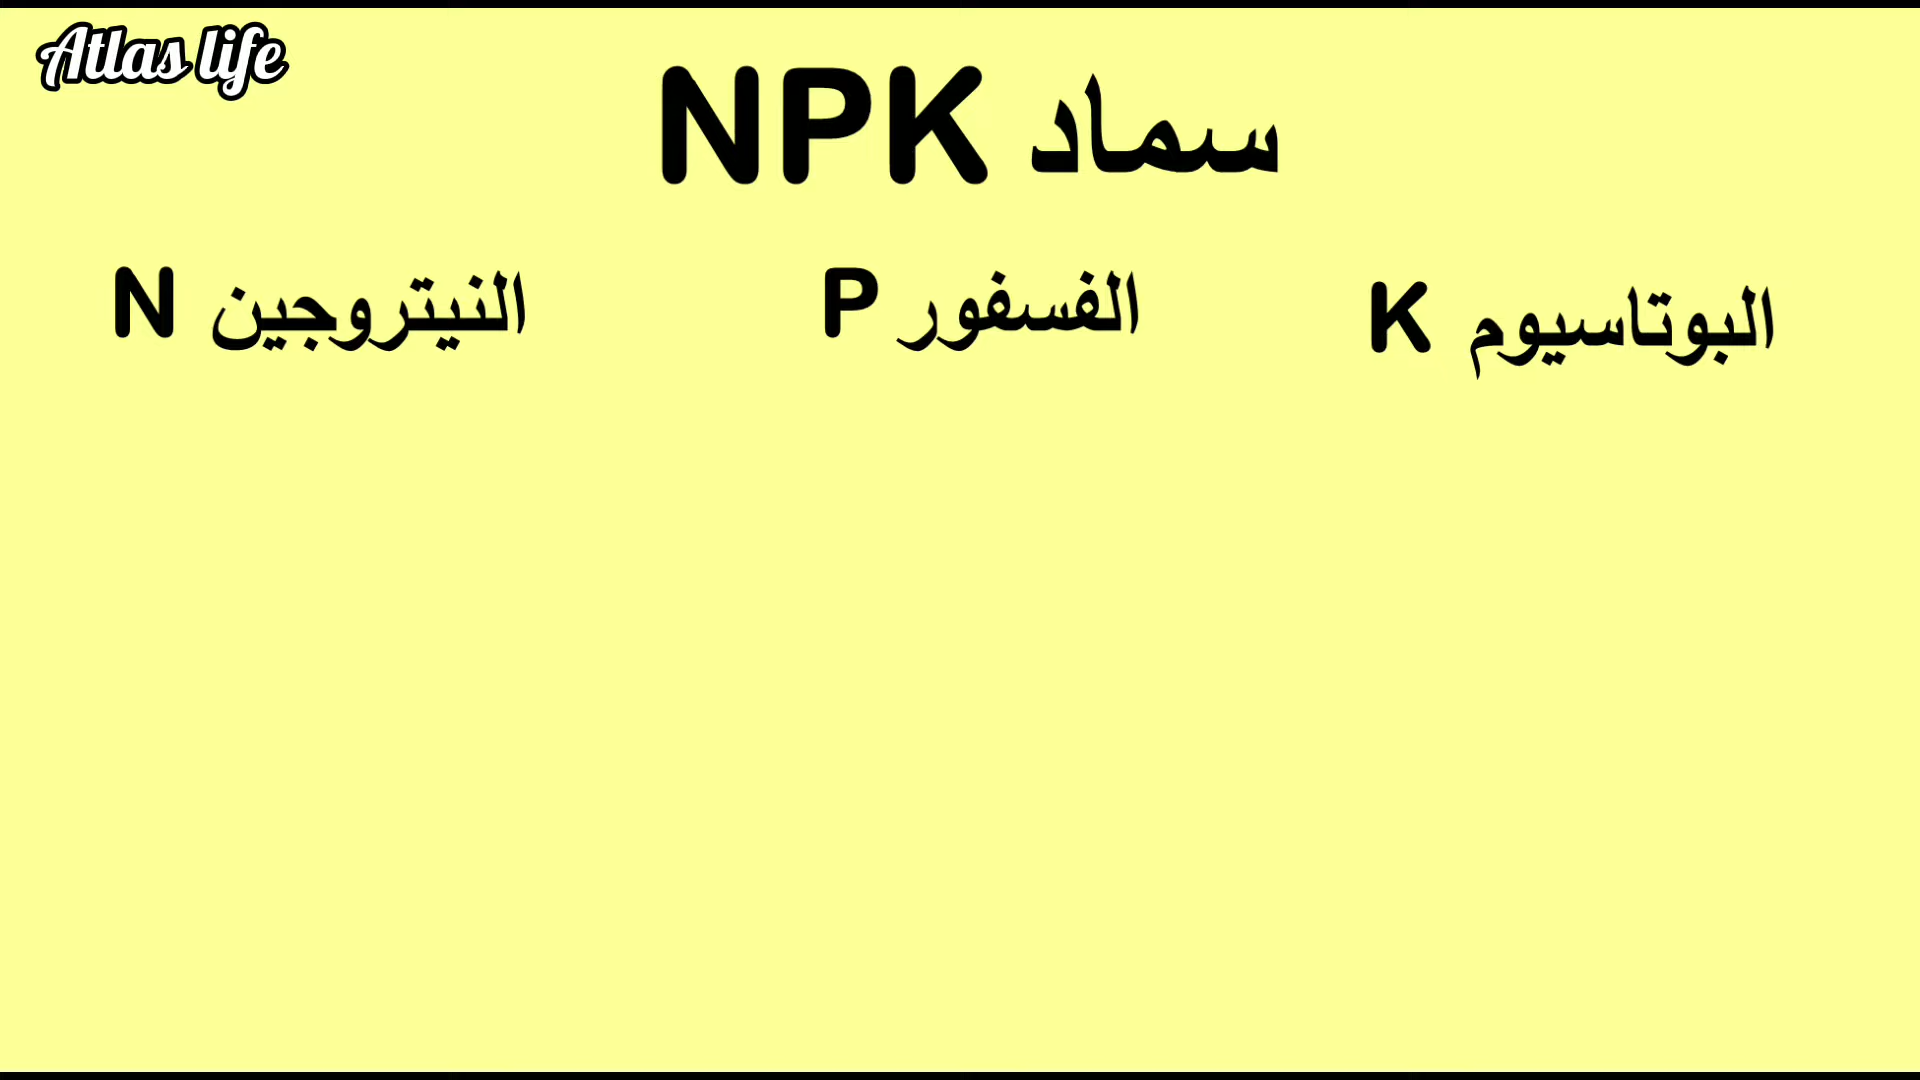 Atlas life
سماد NPK
النيتروجين N
الفسفور P
البوتاسيوم K